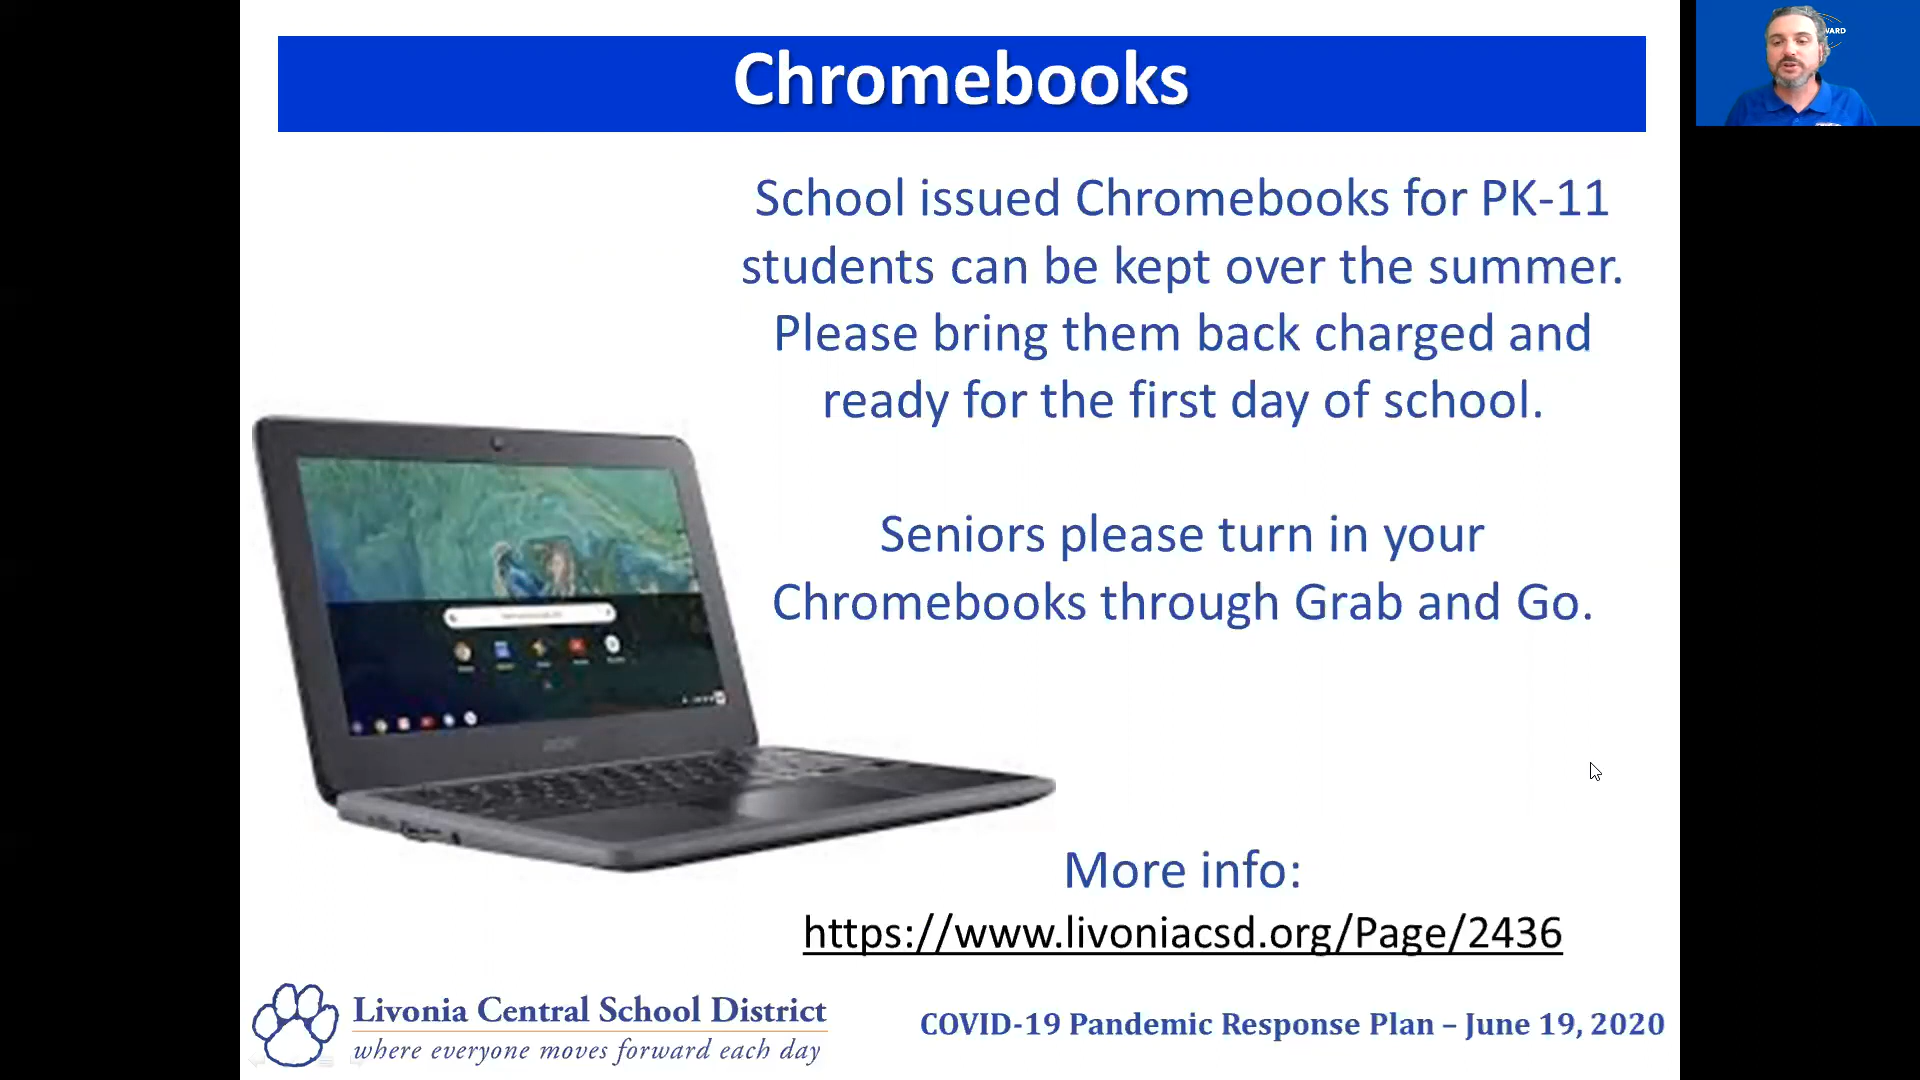 Chromebooks
WARD
School issued Chromebooks for PK-11
students can be kept over the summer.
Please bring them back charged and
ready for the first day of school.
Seniors please turn in your
Chromebooks through Grab and Go.
More info:
https://www.livoniacsd.org/Page/2436
Livonia Central School District
where everyone moves forward each day
COVID-19 Pandemic Response Plan – June 19, 2020